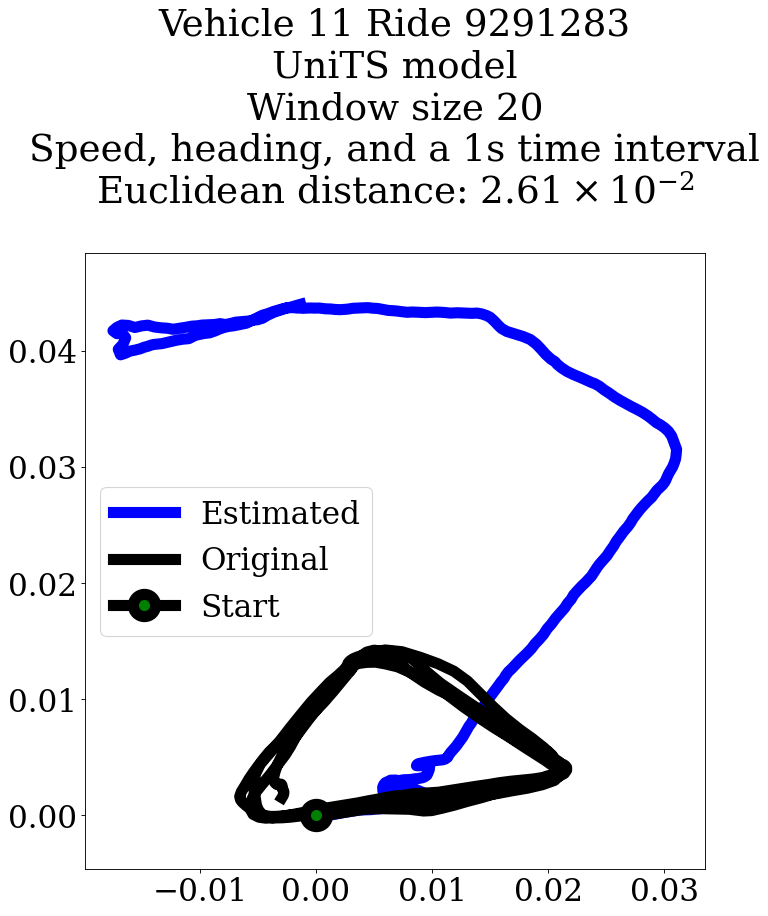 Vehicle 11 Ride 9291283
UniTS model
Window size 20
Speed, heading, and a 1s time interval
Euclidean distance: 2.61 × 10⁻²
0.04
0.03
Estimated
Original
0.02
Start
0.01
0.00
−0.01 0.00 0.01 0.02 0.03